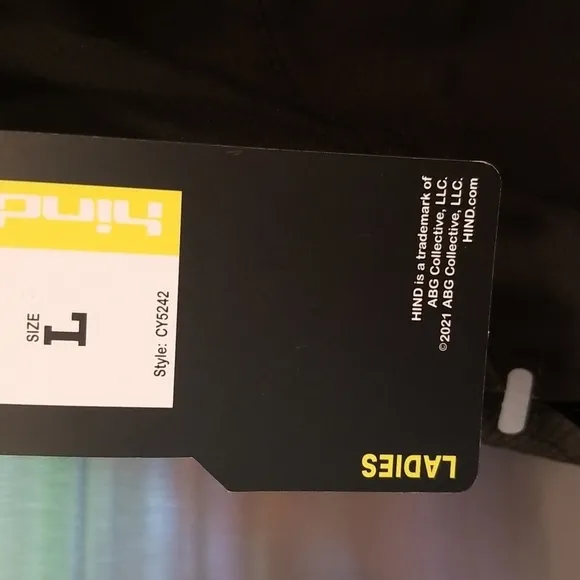 hind
SIZE
L
Style: CY5242
HIND is a trademark of
ABG Collective, LLC.
©2021 ABG Collective, LLC.
HIND.com
LADIES